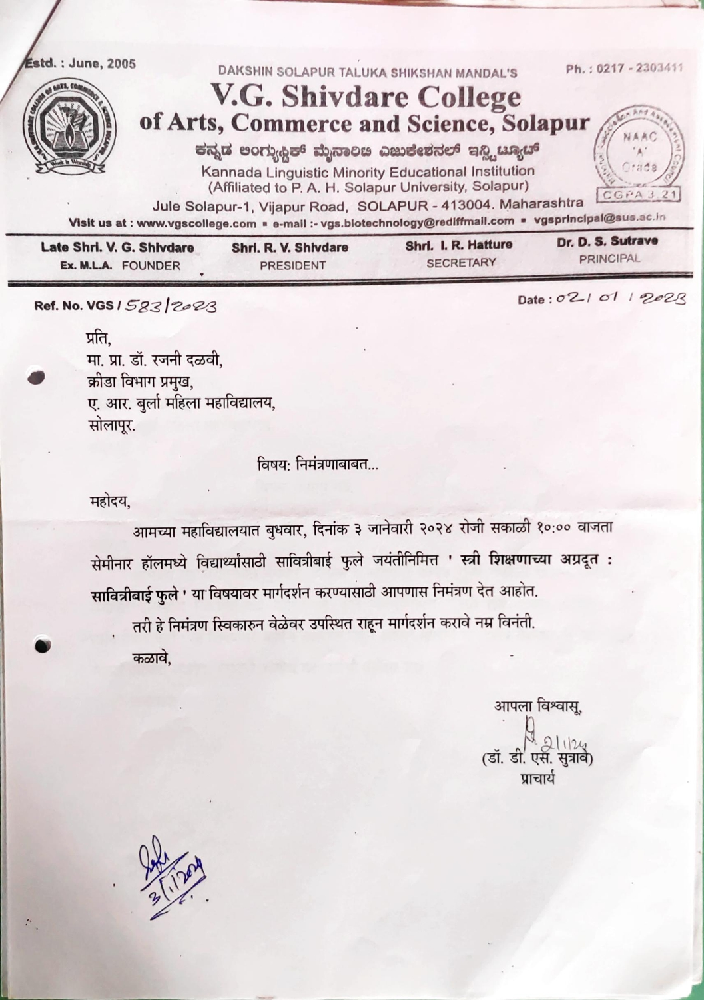 Estd. : June, 2005
DAKSHIN SOLAPUR TALUKA SHIKSHAN MANDAL'S
Ph. : 0217 - 2303411
V.G. Shivdare College
of Arts, Commerce and Science, Solapur
ಕನ್ನಡ ಲಿಂಗ್ಯುಸ್ಟಿಕ್ ಮೈನಾರಿಟಿ ಎಜುಕೇಶನಲ್ ಇನ್ಸ್ಟಿಟ್ಯೂಟ್
Kannada Linguistic Minority Educational Institution
(Affiliated to P. A. H. Solapur University, Solapur)
Jule Solapur-1, Vijapur Road, SOLAPUR - 413004. Maharashtra
Visit us at : www.vgscollege.com ▪ e-mail :- vgs.biotechnology@rediffmail.com ▪ vgsprincipal@sus.ac.in
Work is Worship
NAAC
'A'
Grade
CGPA 3.21
Late Shri. V. G. Shivdare Shri. R. V. Shivdare Shri. I. R. Hatture Dr. D. S. Sutrave
Ex. M.L.A. FOUNDER PRESIDENT SECRETARY PRINCIPAL
Ref. No. VGS / 583/2023
Date : 02/ 01 / 2023
प्रति,
मा. प्रा. डॉ. रजनी दळवी,
क्रीडा विभाग प्रमुख,
ए. आर. बुर्ला महिला महाविद्यालय,
सोलापूर.
विषय: निमंत्रणाबाबत...
महोदय,
आमच्या महाविद्यालयात बुधवार, दिनांक ३ जानेवारी २०२४ रोजी सकाळी १०:०० वाजता
सेमीनार हॉलमध्ये विद्यार्थ्यांसाठी सावित्रीबाई फुले जयंतीनिमित्त ' स्त्री शिक्षणाच्या अग्रदूत :
सावित्रीबाई फुले ' या विषयावर मार्गदर्शन करण्यासाठी आपणास निमंत्रण देत आहोत.
तरी हे निमंत्रण स्विकारुन वेळेवर उपस्थित राहून मार्गदर्शन करावे नम्र विनंती.
कळावे,
आपला विश्वासू,
2/1/24
(डॉ. डी. एस. सुत्रावे)
प्राचार्य
3/1/2024